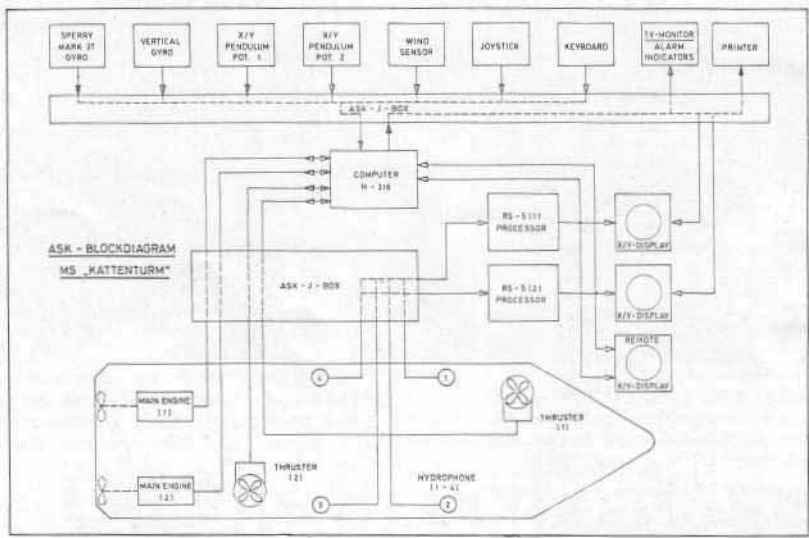 SPERRY
MARK 37
GYRO
VERTICAL
GYRO
X/Y
PENDULUM
POT. 1
X/Y
PENDULUM
POT. 2
WIND
SENSOR
JOYSTICK
KEYBOARD
TV-MONITOR
ALARM
INDICATORS
PRINTER
ASK-J-BOX
COMPUTER
H-316
RS-5(1)
PROCESSOR
X/Y-DISPLAY
ASK - BLOCKDIAGRAM
MS „KATTENTURM"
ASK-J-BOX
RS-5(2)
PROCESSOR
X/Y-DISPLAY
REMOTE
X/Y-DISPLAY
4
1
MAIN ENGINE
(1)
THRUSTER
(1)
THRUSTER
(2)
HYDROPHONE
(1-4)
MAIN ENGINE
(2)
3
2